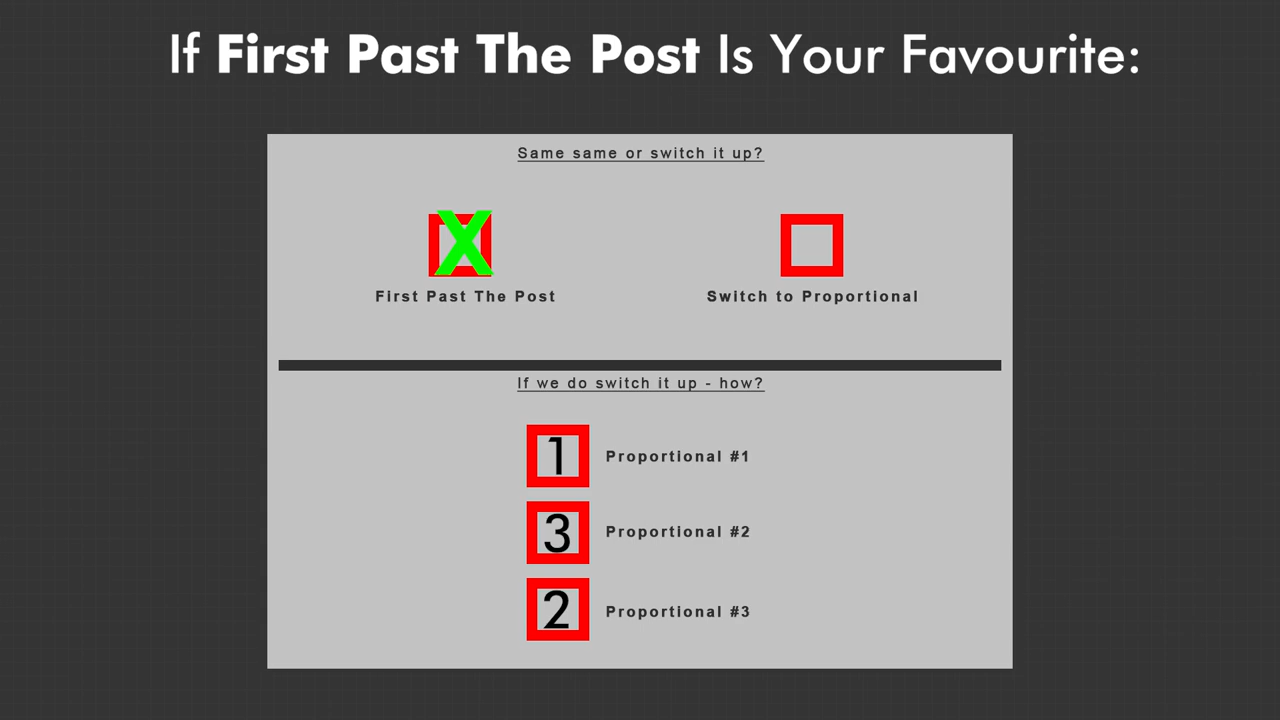 If First Past The Post Is Your Favourite:
Same same or switch it up?
X
First Past The Post
Switch to Proportional
If we do switch it up - how?
1 Proportional #1
3 Proportional #2
2 Proportional #3